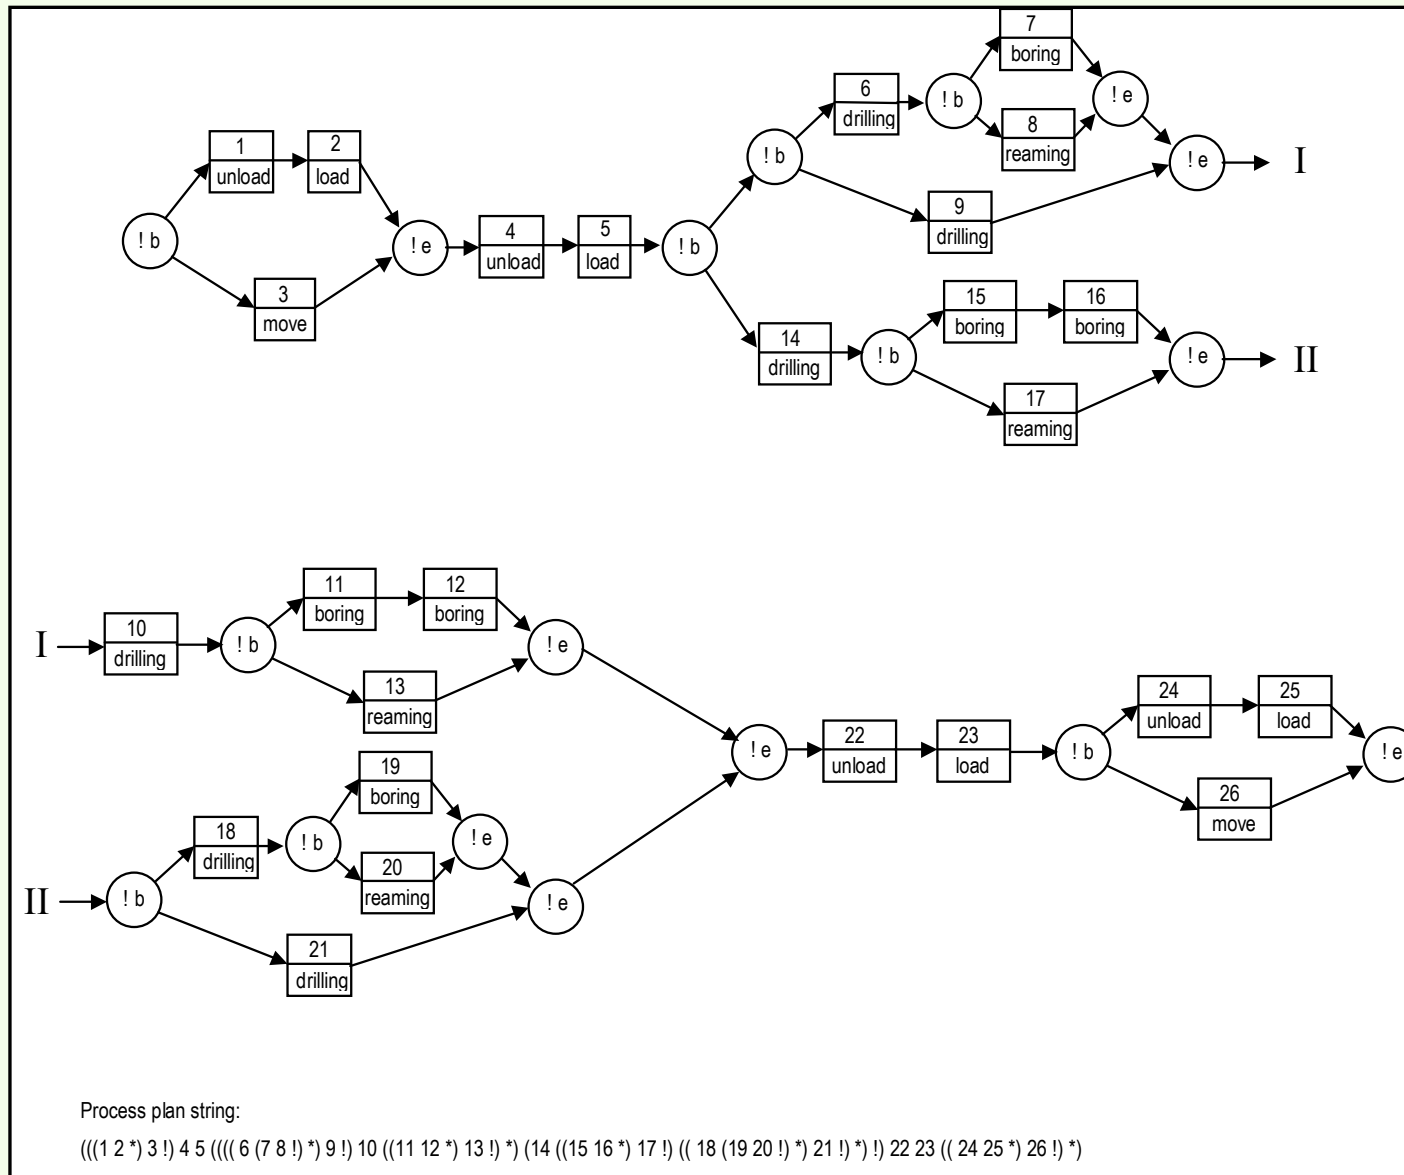 7
boring
6
drilling
! b
! e
8
reaming
1
unload
2
load
! b
! e
I
9
drilling
! b
! e
4
unload
5
load
! b
3
move
15
boring
16
boring
14
drilling
! b
! e
II
17
reaming
11
boring
12
boring
I
10
drilling
! b
! e
13
reaming
24
unload
25
load
! e
22
unload
23
load
! b
! e
19
boring
26
move
18
drilling
! b
! e
20
reaming
II
! b
! e
21
drilling
Process plan string:
(((1 2 *) 3 !) 4 5 (((( 6 (7 8 !) *) 9 !) 10 ((11 12 *) 13 !) *) (14 ((15 16 *) 17 !) (( 18 (19 20 !) *) 21 !) *) !) 22 23 (( 24 25 *) 26 !) *)